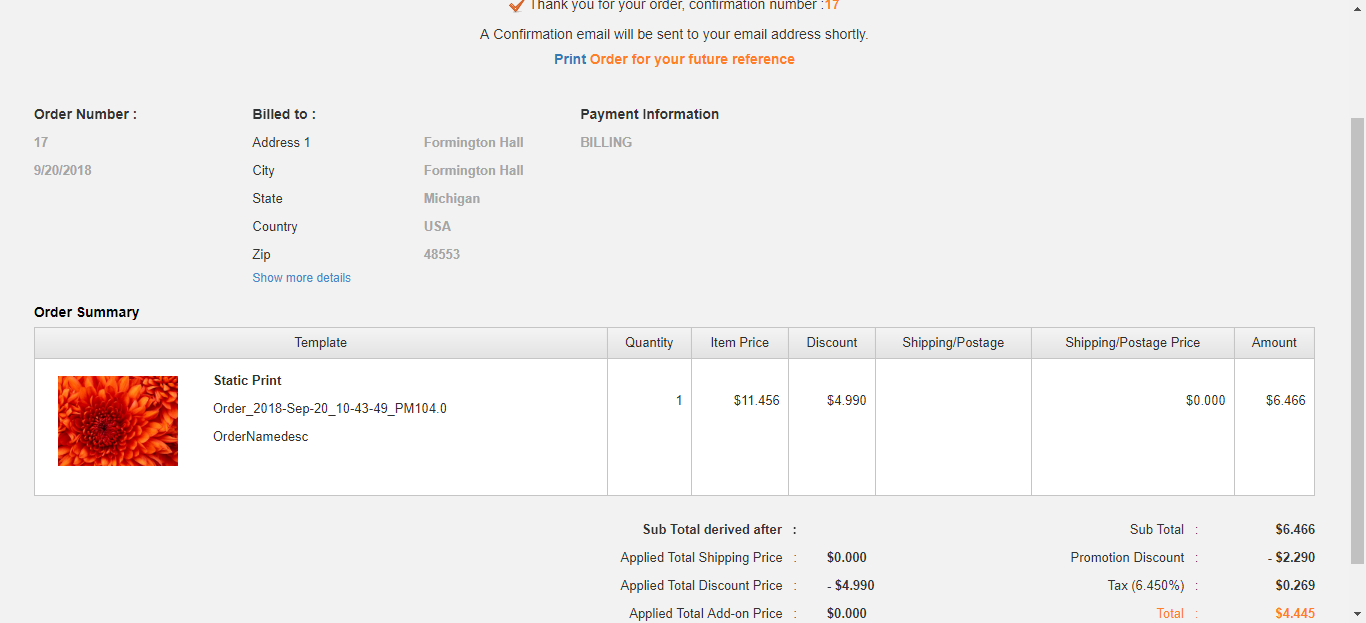 Thank you for your order, confirmation number :17
A Confirmation email will be sent to your email address shortly.
Print Order for your future reference
Order Number :
17
9/20/2018
Billed to :
Address 1 Formington Hall
City Formington Hall
State Michigan
Country USA
Zip 48553
Show more details
Payment Information
BILLING
Order Summary
Template Quantity Item Price Discount Shipping/Postage Shipping/Postage Price Amount
Static Print
Order_2018-Sep-20_10-43-49_PM104.0
OrderNamedesc
1 $11.456 $4.990 $0.000 $6.466
Sub Total derived after :
Applied Total Shipping Price : $0.000
Applied Total Discount Price : - $4.990
Applied Total Add-on Price : $0.000
Sub Total : $6.466
Promotion Discount : - $2.290
Tax (6.450%) : $0.269
Total : $4.445